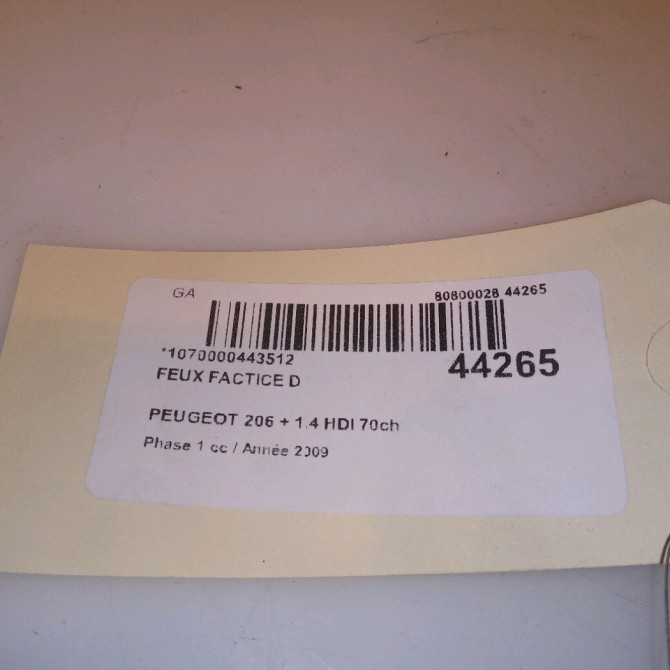 GA 80800028 44265
*1070000443512 44265
FEUX FACTICE D
PEUGEOT 206 + 1.4 HDI 70ch
Phase 1 cc / Année 2009